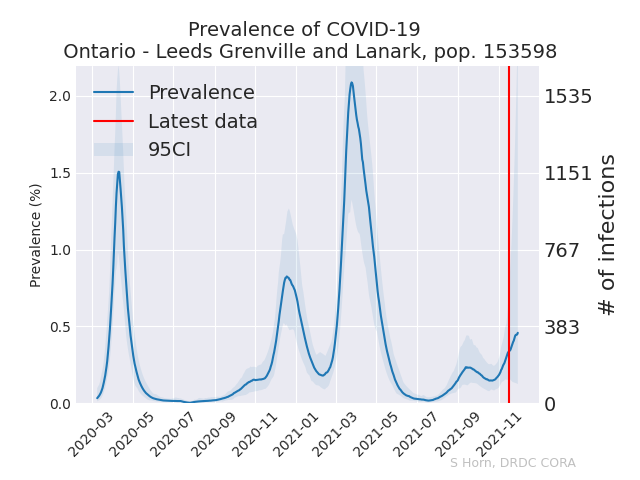 Prevalence of COVID-19
Ontario - Leeds Grenville and Lanark, pop. 153598
Prevalence
Latest data
95CI
Prevalence (%)
2.0
1.5
1.0
0.5
0.0
1535
1151
767
383
0
# of infections
2020-03
2020-05
2020-07
2020-09
2020-11
2021-01
2021-03
2021-05
2021-07
2021-09
2021-11
S Horn, DRDC CORA